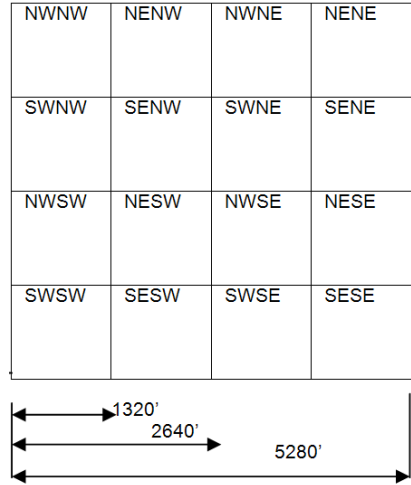 NWNW NENW NWNE NENE
SWNW SENW SWNE SENE
NWSW NESW NWSE NESE
SWSW SESW SWSE SESE
1320’
2640’
5280’